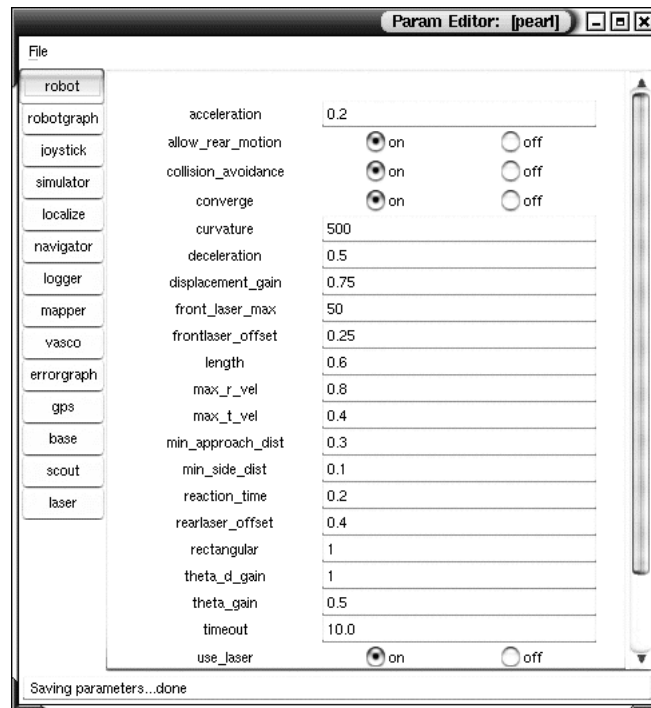 Param Editor: [pearl]
File
robot
robotgraph
joystick
simulator
localize
navigator
logger
mapper
vasco
errorgraph
gps
base
scout
laser
acceleration 0.2
allow_rear_motion on off
collision_avoidance on off
converge on off
curvature 500
deceleration 0.5
displacement_gain 0.75
front_laser_max 50
frontlaser_offset 0.25
length 0.6
max_r_vel 0.8
max_t_vel 0.4
min_approach_dist 0.3
min_side_dist 0.1
reaction_time 0.2
rearlaser_offset 0.4
rectangular 1
theta_d_gain 1
theta_gain 0.5
timeout 10.0
use_laser on off
Saving parameters...done